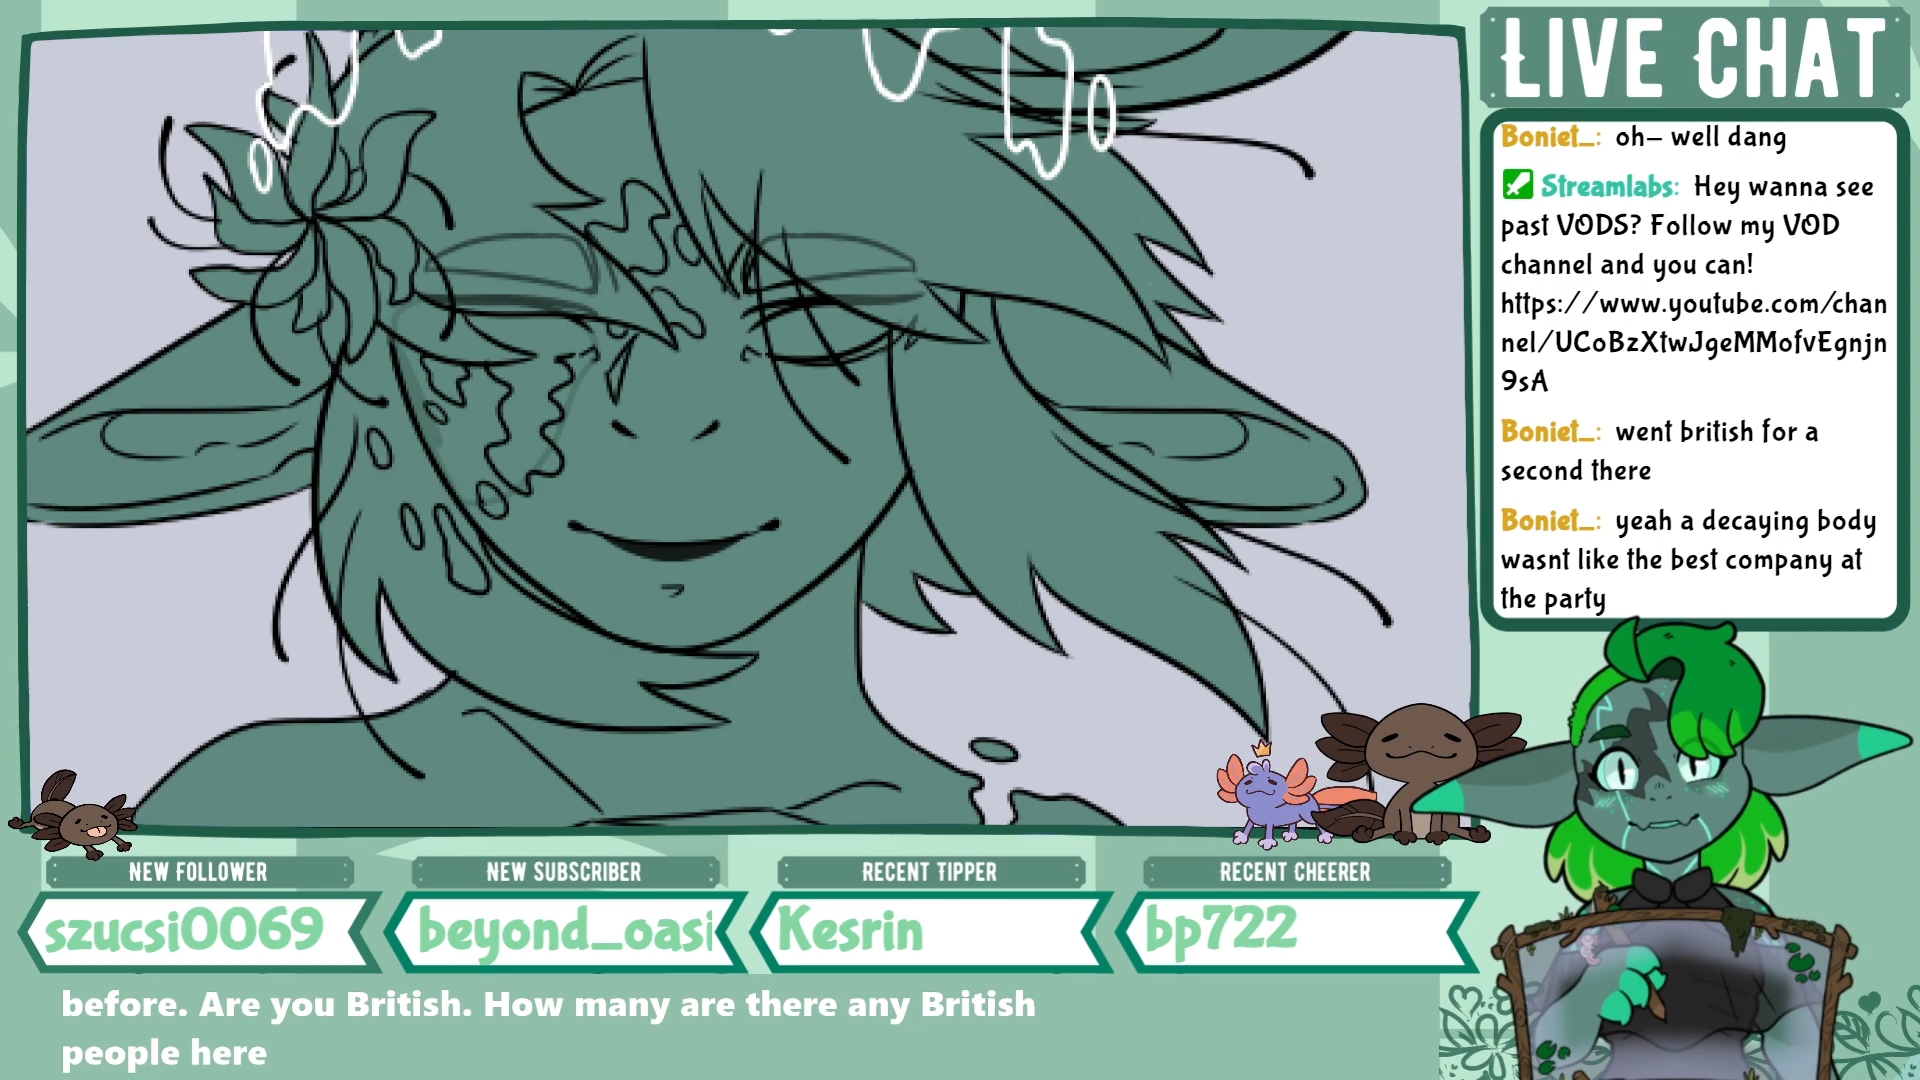 LIVE CHAT
Boniet_: oh– well dang
Streamlabs: Hey wanna see
past VODS? Follow my VOD
channel and you can!
https://www.youtube.com/chan
nel/UCoBzXtwJgeMMofvEgnjn
9sA
Boniet_: went british for a
second there
Boniet_: yeah a decaying body
wasnt like the best company at
the party
NEW FOLLOWER
NEW SUBSCRIBER
RECENT TIPPER
RECENT CHEERER
szucsi0069
beyond_oasi
Kesrin
bp722
before. Are you British. How many are there any British
people here